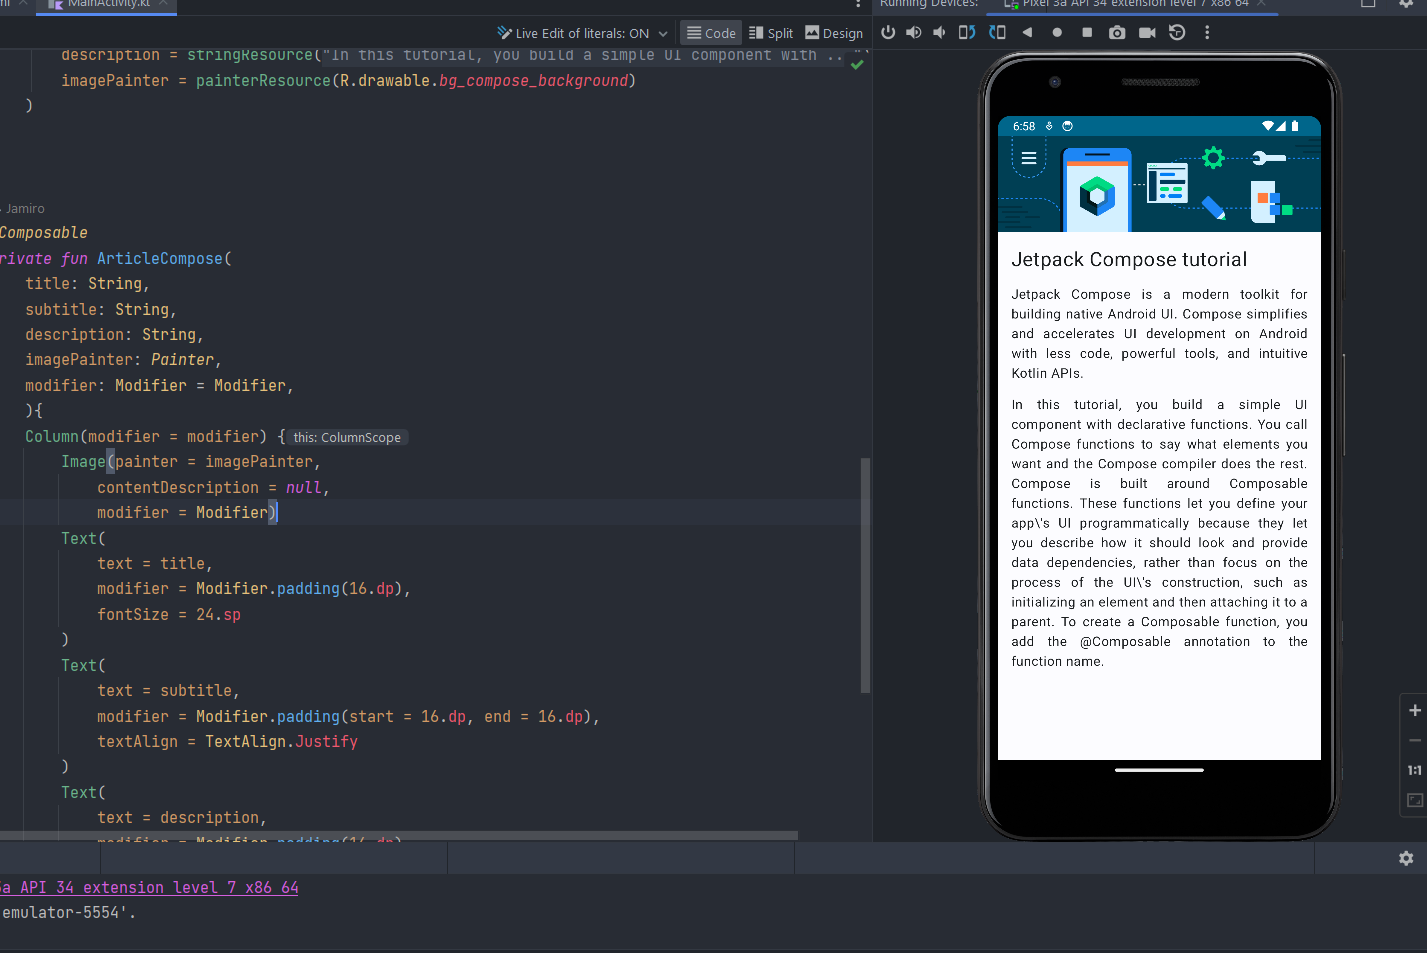 MainActivity.kt
Running Devices:
Pixel 3a API 34 extension level 7 x86 64
Live Edit of literals: ON
Code
Split
Design
description = stringResource("In this tutorial, you build a simple UI component with ..."
imagePainter = painterResource(R.drawable.bg_compose_background)
)
Jamiro
Composable
rivate fun ArticleCompose(
title: String,
subtitle: String,
description: String,
imagePainter: Painter,
modifier: Modifier = Modifier,
){
Column(modifier = modifier) { this: ColumnScope
Image(painter = imagePainter,
contentDescription = null,
modifier = Modifier)
Text(
text = title,
modifier = Modifier.padding(16.dp),
fontSize = 24.sp
)
Text(
text = subtitle,
modifier = Modifier.padding(start = 16.dp, end = 16.dp),
textAlign = TextAlign.Justify
)
Text(
text = description,
modifier = Modifier.padding(16.dp)
6:58
Jetpack Compose tutorial
Jetpack Compose is a modern toolkit for
building native Android UI. Compose simplifies
and accelerates UI development on Android
with less code, powerful tools, and intuitive
Kotlin APIs.
In this tutorial, you build a simple UI
component with declarative functions. You call
Compose functions to say what elements you
want and the Compose compiler does the rest.
Compose is built around Composable
functions. These functions let you define your
app\'s UI programmatically because they let
you describe how it should look and provide
data dependencies, rather than focus on the
process of the UI\'s construction, such as
initializing an element and then attaching it to a
parent. To create a Composable function, you
add the @Composable annotation to the
function name.
1:1
3a API 34 extension level 7 x86 64
emulator-5554'.